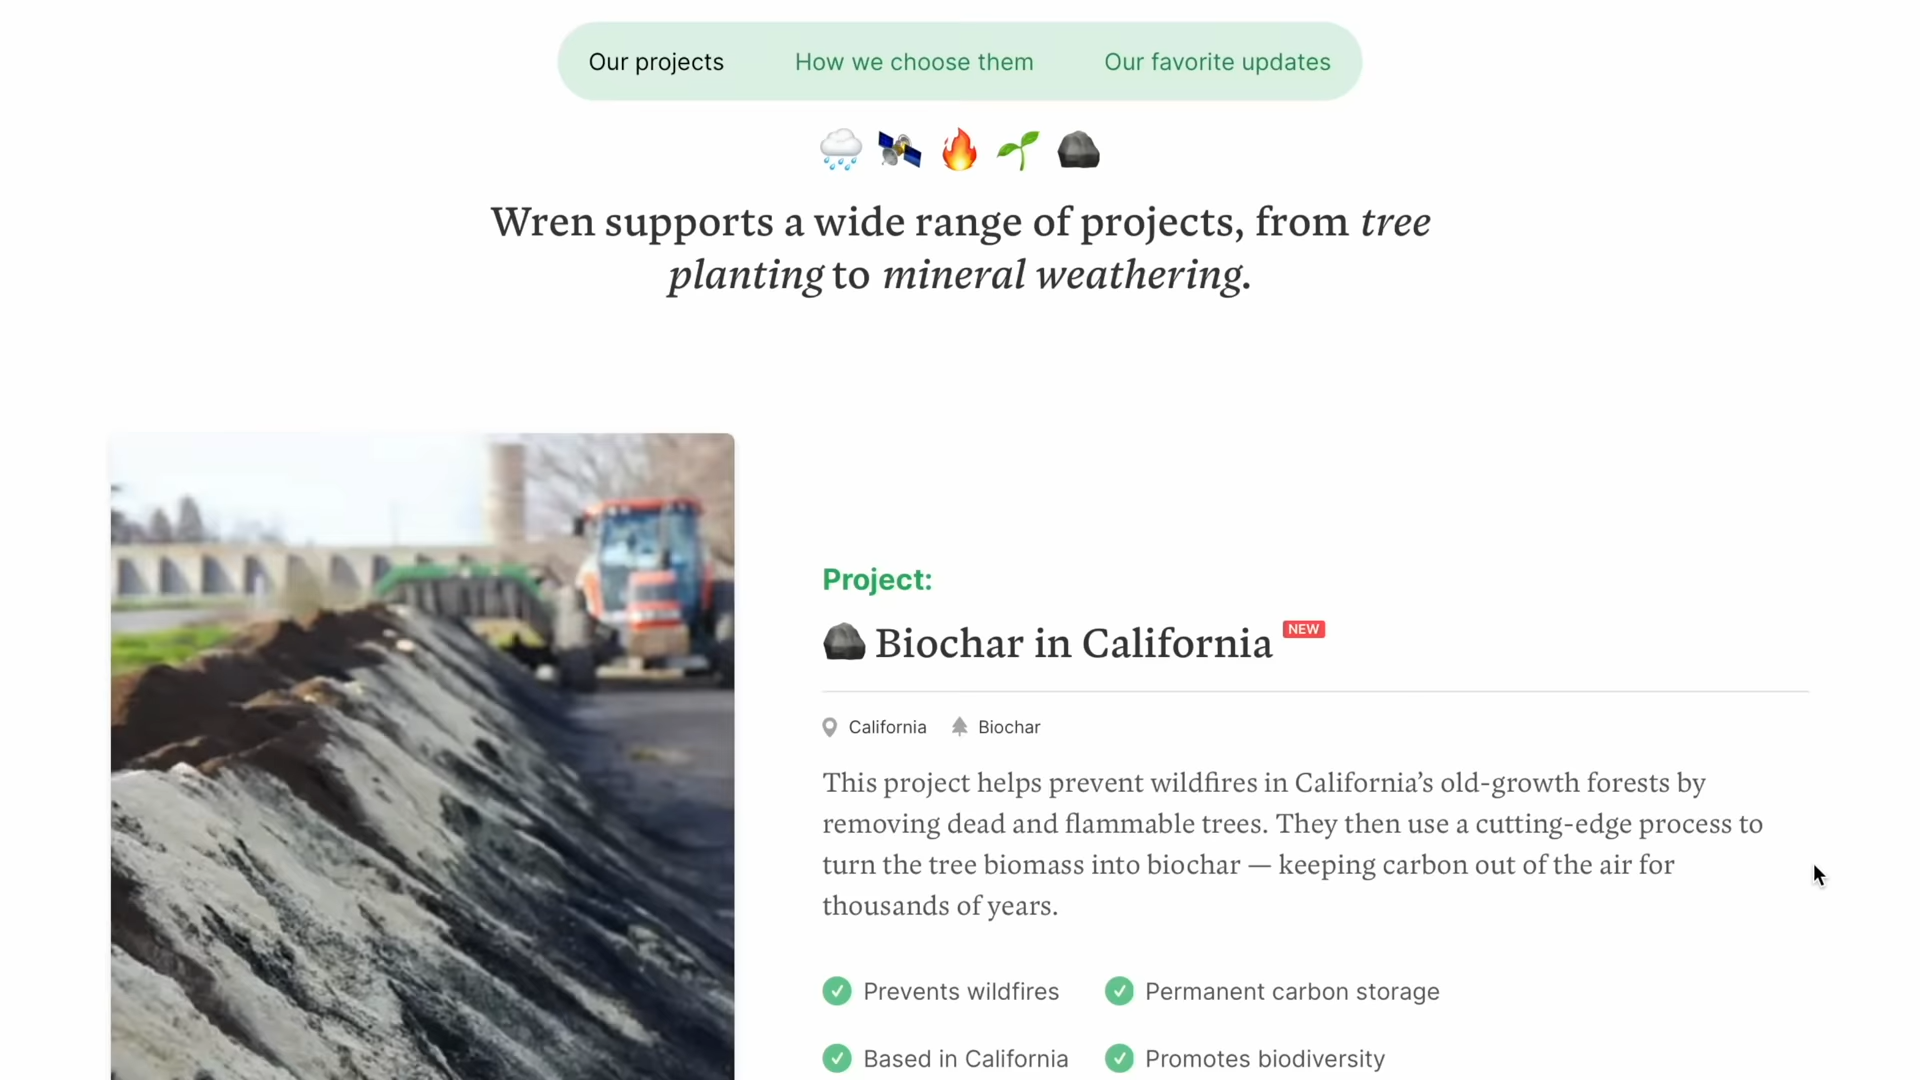 Our projects
How we choose them
Our favorite updates
Wren supports a wide range of projects, from tree
planting to mineral weathering.
Project:
Biochar in California NEW
California Biochar
This project helps prevent wildfires in California’s old-growth forests by
removing dead and flammable trees. They then use a cutting-edge process to
turn the tree biomass into biochar — keeping carbon out of the air for
thousands of years.
Prevents wildfires
Permanent carbon storage
Based in California
Promotes biodiversity